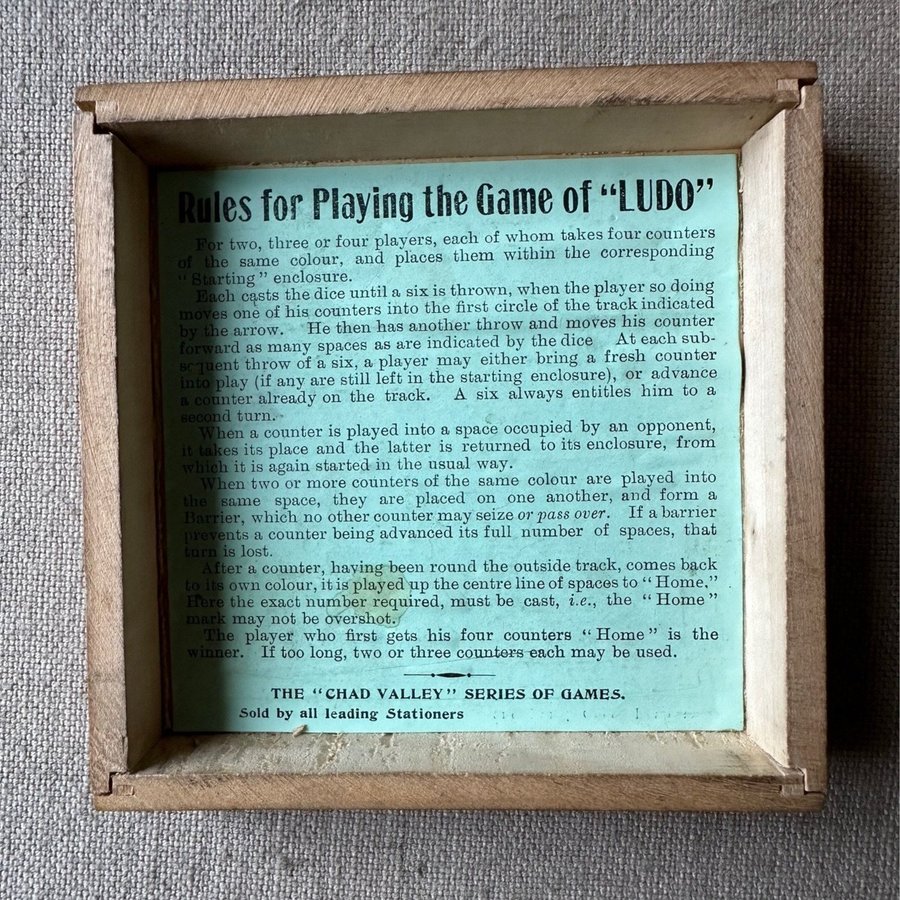 Rules for Playing the Game of “LUDO”
For two, three or four players, each of whom takes four counters
of the same colour, and places them within the corresponding
“Starting” enclosure.
Each casts the dice until a six is thrown, when the player so doing
moves one of his counters into the first circle of the track indicated
by the arrow. He then has another throw and moves his counter
forward as many spaces as are indicated by the dice At each sub-
sequent throw of a six, a player may either bring a fresh counter
into play (if any are still left in the starting enclosure), or advance
a counter already on the track. A six always entitles him to a
second turn.
When a counter is played into a space occupied by an opponent,
it takes its place and the latter is returned to its enclosure, from
which it is again started in the usual way.
When two or more counters of the same colour are played into
the same space, they are placed on one another, and form a
Barrier, which no other counter may seize or pass over. If a barrier
prevents a counter being advanced its full number of spaces, that
turn is lost.
After a counter, having been round the outside track, comes back
to its own colour, it is played up the centre line of spaces to “Home.”
Here the exact number required, must be cast, i.e., the “Home”
mark may not be overshot.
The player who first gets his four counters “Home” is the
winner. If too long, two or three counters each may be used.
THE “CHAD VALLEY” SERIES OF GAMES.
Sold by all leading Stationers